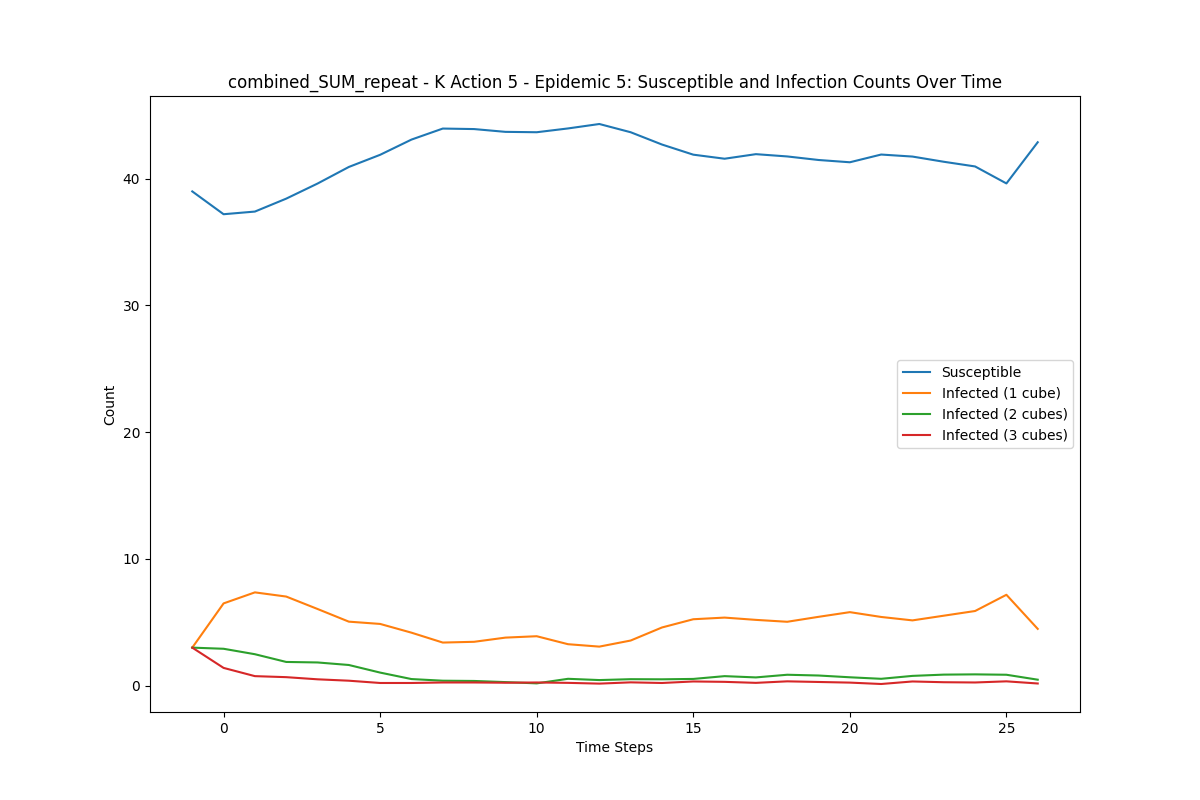 combined_SUM_repeat - K Action 5 - Epidemic 5: Susceptible and Infection Counts Over Time
Count
40
30
20
10
0
Susceptible
Infected (1 cube)
Infected (2 cubes)
Infected (3 cubes)
0 5 10 15 20 25
Time Steps